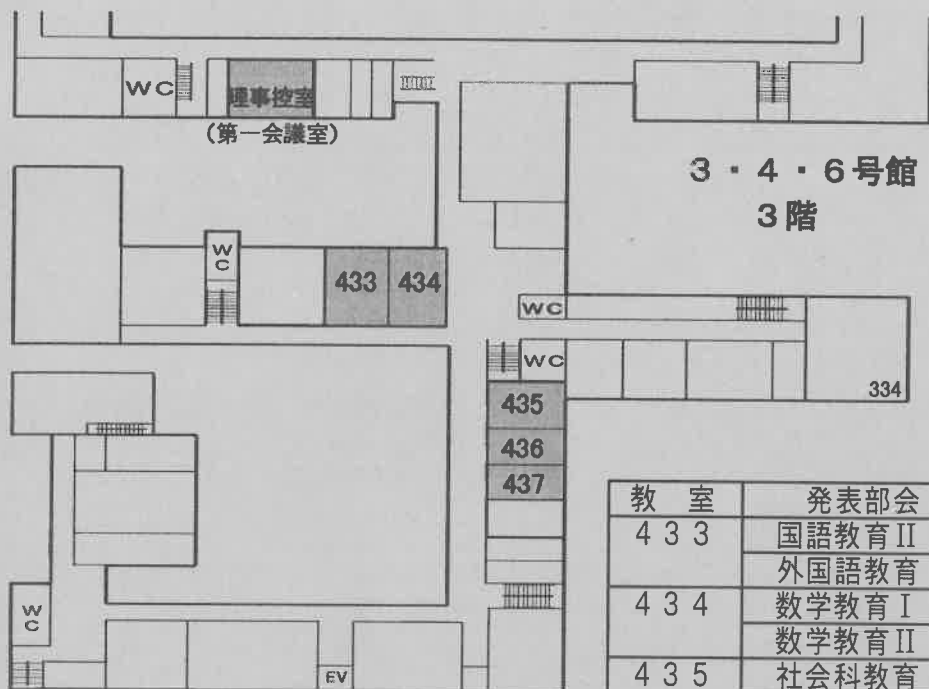 WC
理事控室
(第一会議室)
3・4・6号館
3階
WC
433
434
WC
WC
435
334
436
437
教 室 発表部会
433 国語教育II
外国語教育
434 数学教育I
数学教育II
435 社会科教育
WC
EV